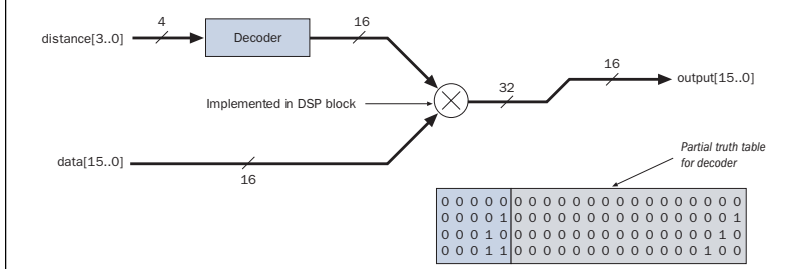 4
16
distance[3..0]
Decoder
16
output[15..0]
32
Implemented in DSP block
Partial truth table
for decoder
data[15..0]
16
0 0 0 0 0 0 0 0 0 0 0 0 0 0 0 0 0 0 0 0 0
0 0 0 0 1 0 0 0 0 0 0 0 0 0 0 0 0 0 0 0 1
0 0 0 1 0 0 0 0 0 0 0 0 0 0 0 0 0 0 0 1 0
0 0 0 1 1 0 0 0 0 0 0 0 0 0 0 0 0 0 1 0 0